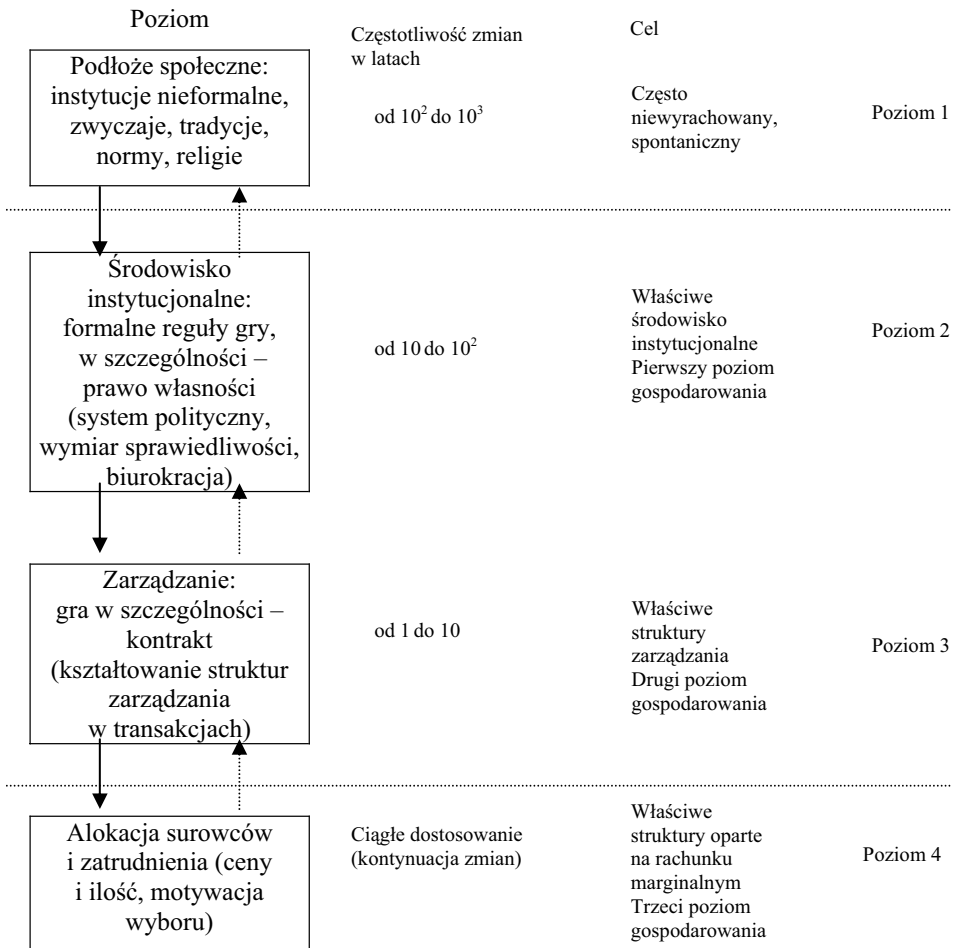 Poziom
Częstotliwość zmian
w latach
Cel
Podłoże społeczne:
instytucje nieformalne,
zwyczaje, tradycje,
normy, religie
od 10² do 10³
Często
niewyrachowany,
spontaniczny
Poziom 1
Środowisko
instytucjonalne:
formalne reguły gry,
w szczególności –
prawo własności
(system polityczny,
wymiar sprawiedliwości,
biurokracja)
od 10 do 10²
Właściwe
środowisko
instytucjonalne
Pierwszy poziom
gospodarowania
Poziom 2
Zarządzanie:
gra w szczególności –
kontrakt
(kształtowanie struktur
zarządzania
w transakcjach)
od 1 do 10
Właściwe
struktury
zarządzania
Drugi poziom
gospodarowania
Poziom 3
Alokacja surowców
i zatrudnienia (ceny
i ilość, motywacja
wyboru)
Ciągłe dostosowanie
(kontynuacja zmian)
Właściwe
struktury oparte
na rachunku
marginalnym
Trzeci poziom
gospodarowania
Poziom 4